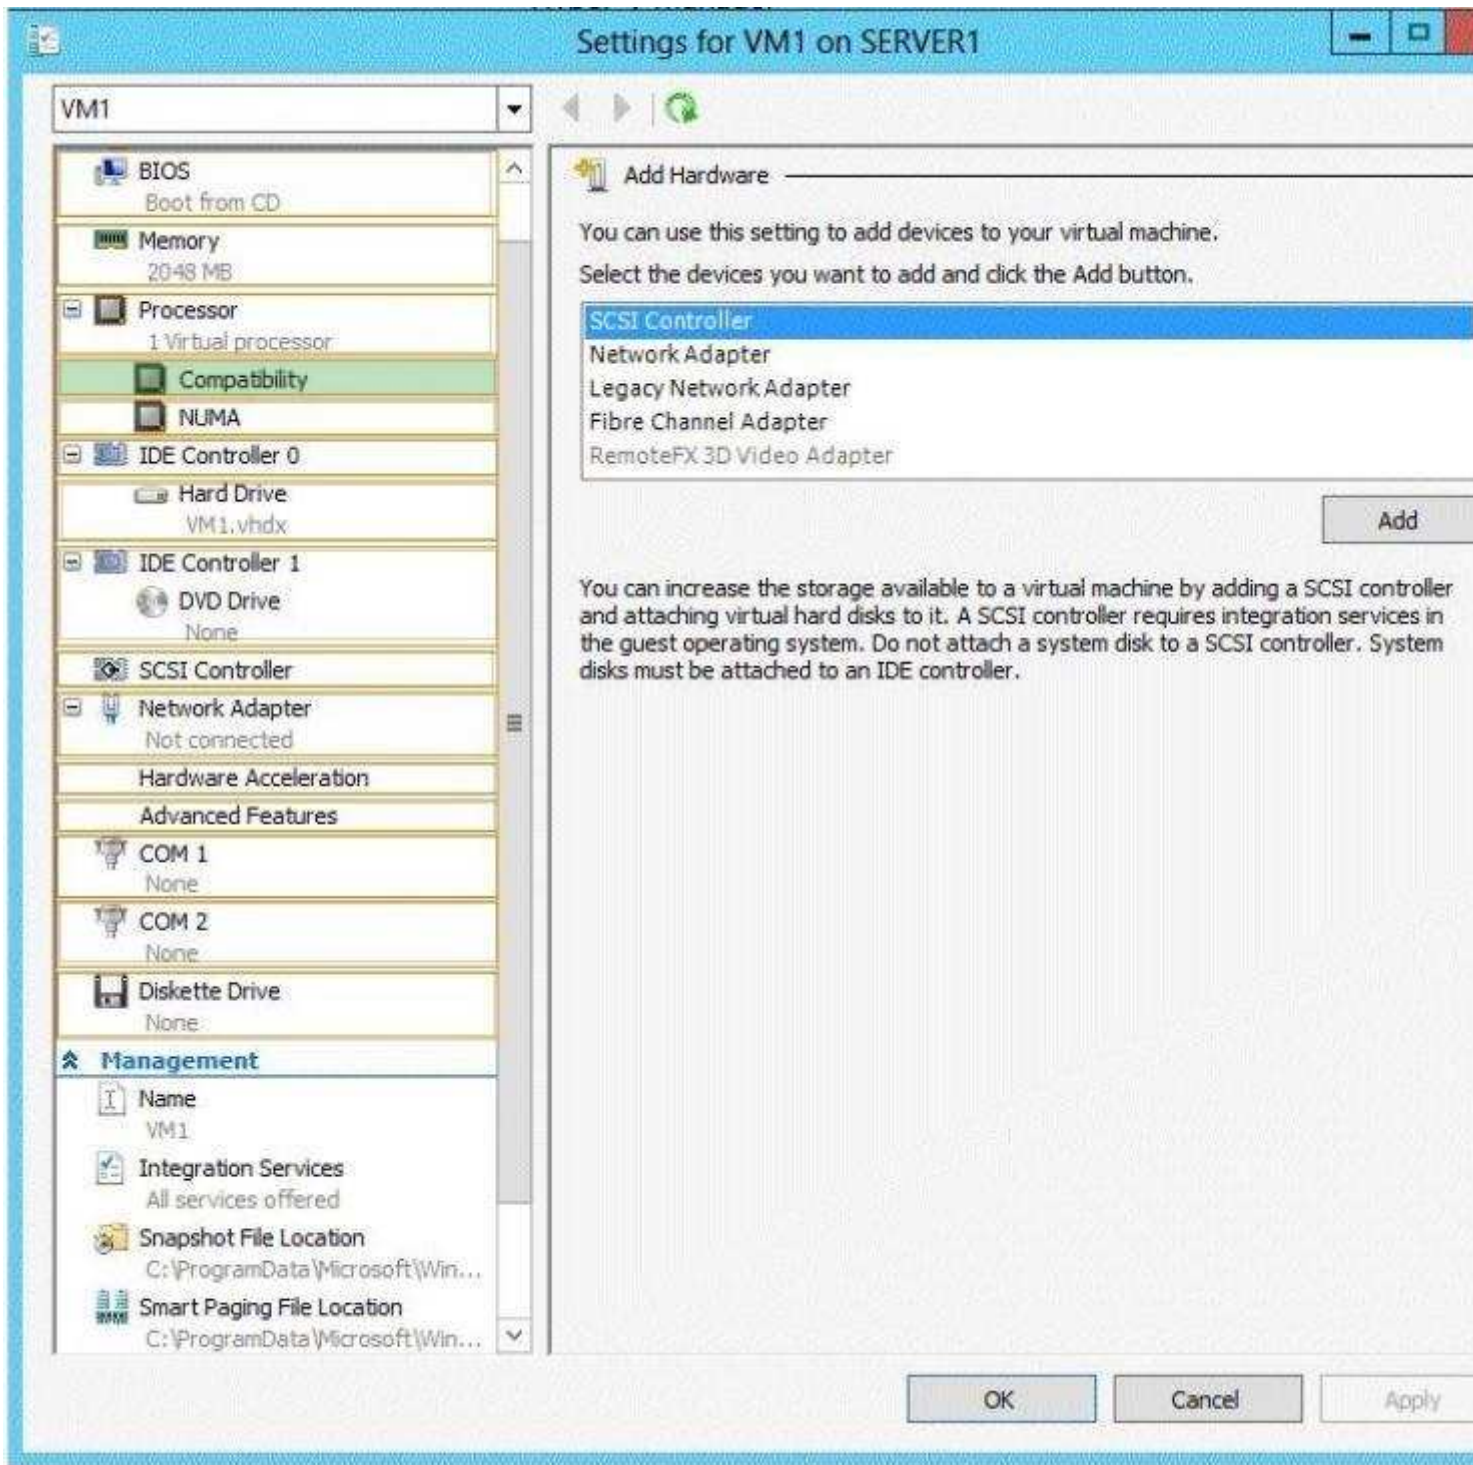 Settings for VM1 on SERVER1
VM1
BIOS
Boot from CD
Memory
2048 MB
Processor
1 Virtual processor
Compatibility
NUMA
IDE Controller 0
Hard Drive
VM1.vhdx
IDE Controller 1
DVD Drive
None
SCSI Controller
Network Adapter
Not connected
Hardware Acceleration
Advanced Features
COM 1
None
COM 2
None
Diskette Drive
None
Management
Name
VM1
Integration Services
All services offered
Snapshot File Location
C:\ProgramData\Microsoft\Win...
Smart Paging File Location
C:\ProgramData\Microsoft\Win...
Add Hardware
You can use this setting to add devices to your virtual machine.
Select the devices you want to add and click the Add button.
SCSI Controller
Network Adapter
Legacy Network Adapter
Fibre Channel Adapter
RemoteFX 3D Video Adapter
Add
You can increase the storage available to a virtual machine by adding a SCSI controller
and attaching virtual hard disks to it. A SCSI controller requires integration services in
the guest operating system. Do not attach a system disk to a SCSI controller. System
disks must be attached to an IDE controller.
OK
Cancel
Apply